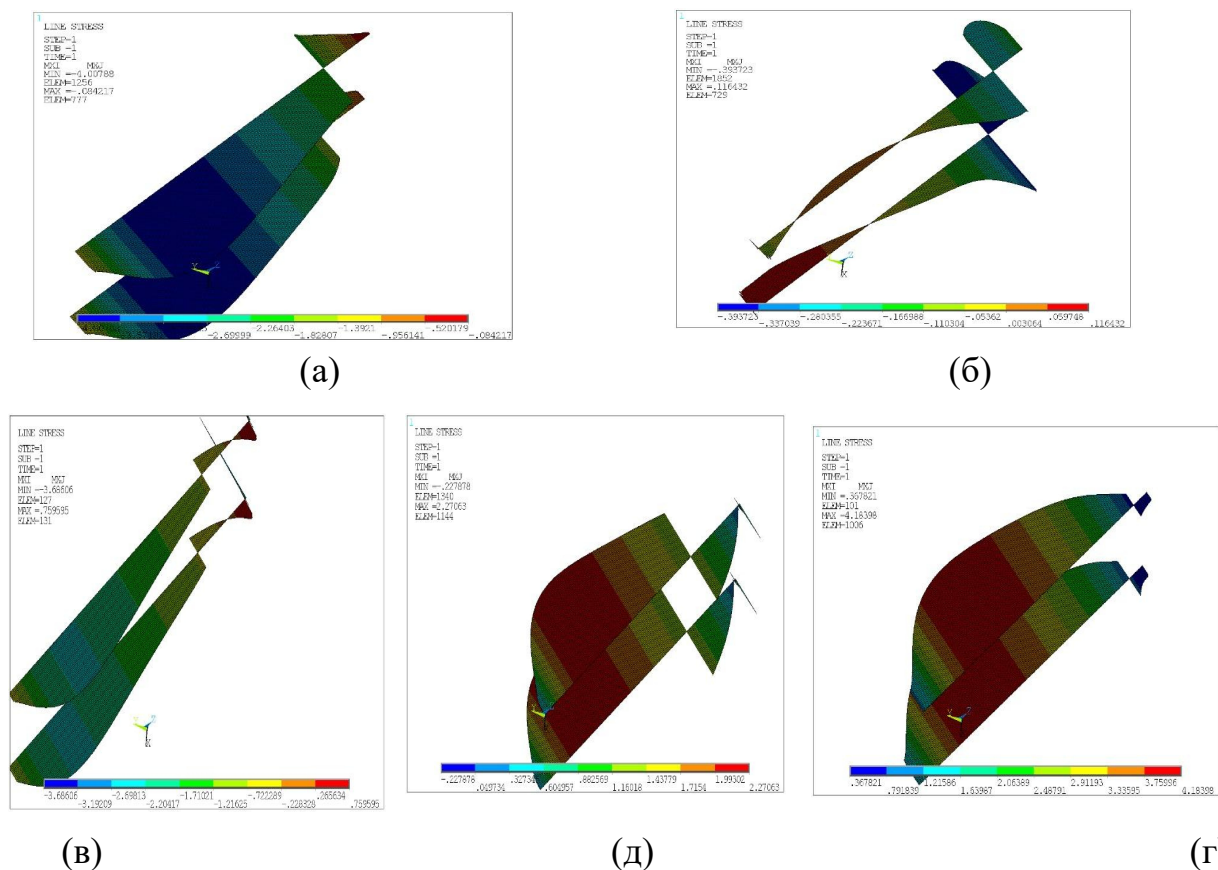 1
LINE STRESS
STEP=1
SUB =1
TIME=1
MXI MXJ
MIN =-4.00788
ELEM=1256
MAX =-.084217
ELEM=777
-2.69999 -2.26403 -1.82807 -1.3921 -.956141 -.520179 -.084217
(а)
1
LINE STRESS
STEP=1
SUB =1
TIME=1
MXI MXJ
MIN =-.393723
ELEM=1852
MAX =.116432
ELEM=729
-.393723 -.337039 -.280355 -.223671 -.166988 -.110304 -.05362 .003064 .059748 .116432
(б)
LINE STRESS
STEP=1
SUB =1
TIME=1
MXI MXJ
MIN =-3.68606
ELEM=127
MAX =.759595
ELEM=131
-3.68606 -3.19209 -2.69813 -2.20417 -1.71021 -1.21625 -.722289 -.228328 .265634 .759595
(в)
1
LINE STRESS
STEP=1
SUB =1
TIME=1
MXI MXJ
MIN =-.227878
ELEM=1340
MAX =2.27063
ELEM=1144
-.227878 .049734 .604957 .882569 1.16018 1.43779 1.7154 1.99302 2.27063
(д)
1
LINE STRESS
STEP=1
SUB =1
TIME=1
MXI MXJ
MIN =.367821
ELEM=101
MAX =4.18398
ELEM=1006
.367821 .791839 1.21586 1.63987 2.06389 2.48791 2.91193 3.33595 3.75996 4.18398
(г